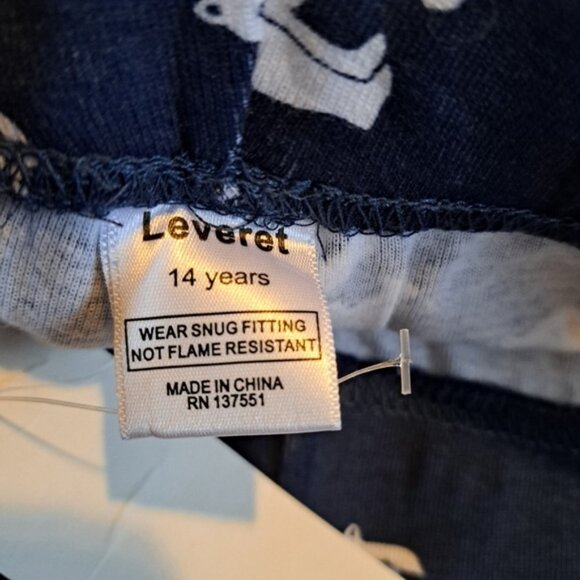 Leveret
14 years
WEAR SNUG FITTING
NOT FLAME RESISTANT
MADE IN CHINA
RN 137551